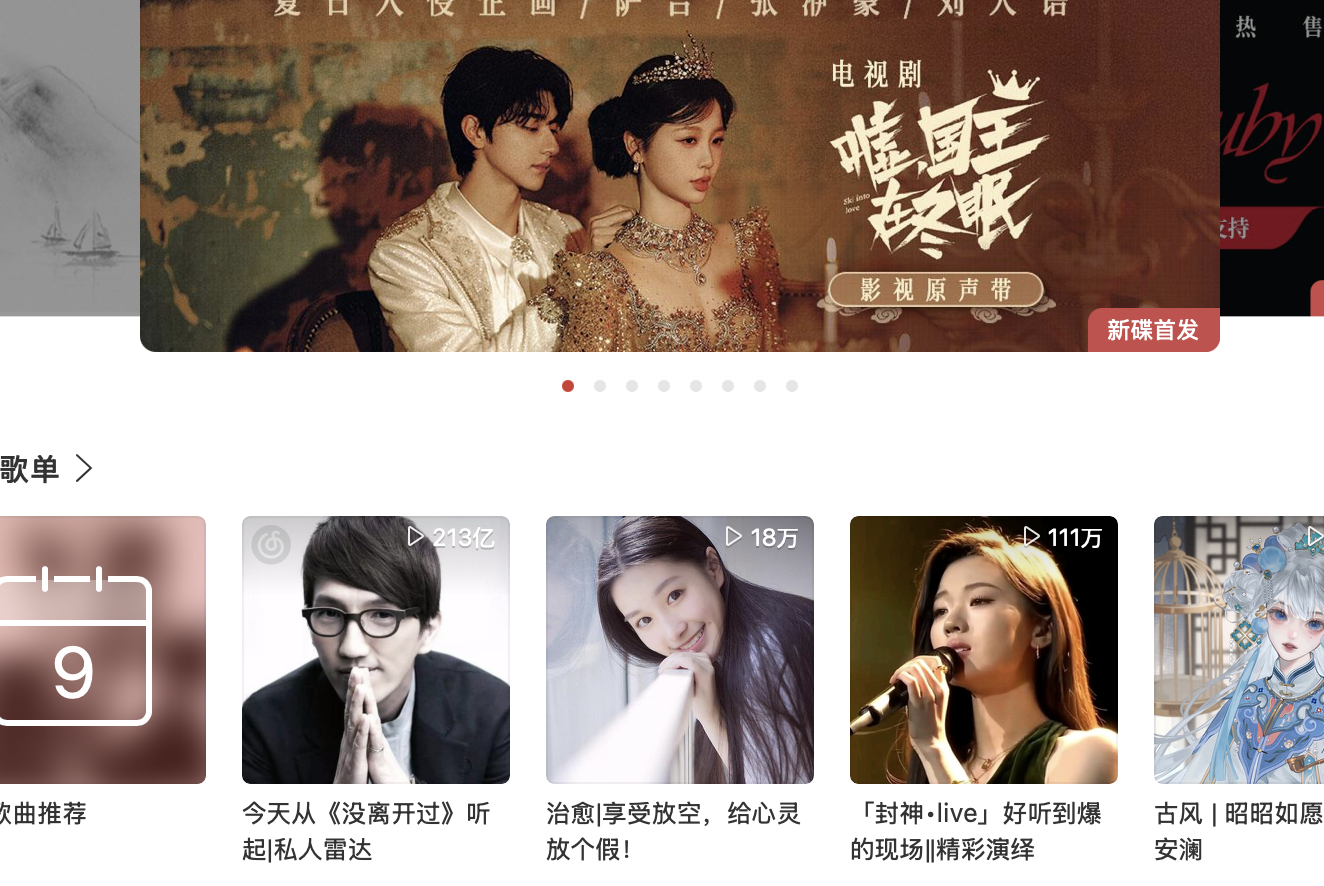 夏日入侵企画 / 萨吉 / 张洢豪 / 刘人语
热 售
电视剧
嘘,国王
在冬眠
Ski into
love
uby
支持
影视原声带
新碟首发
歌单
213亿
18万
111万
9
歌曲推荐
今天从《没离开过》听
起|私人雷达
治愈|享受放空，给心灵
放个假！
「封神•live」好听到爆
的现场||精彩演绎
古风 | 昭昭如愿
安澜